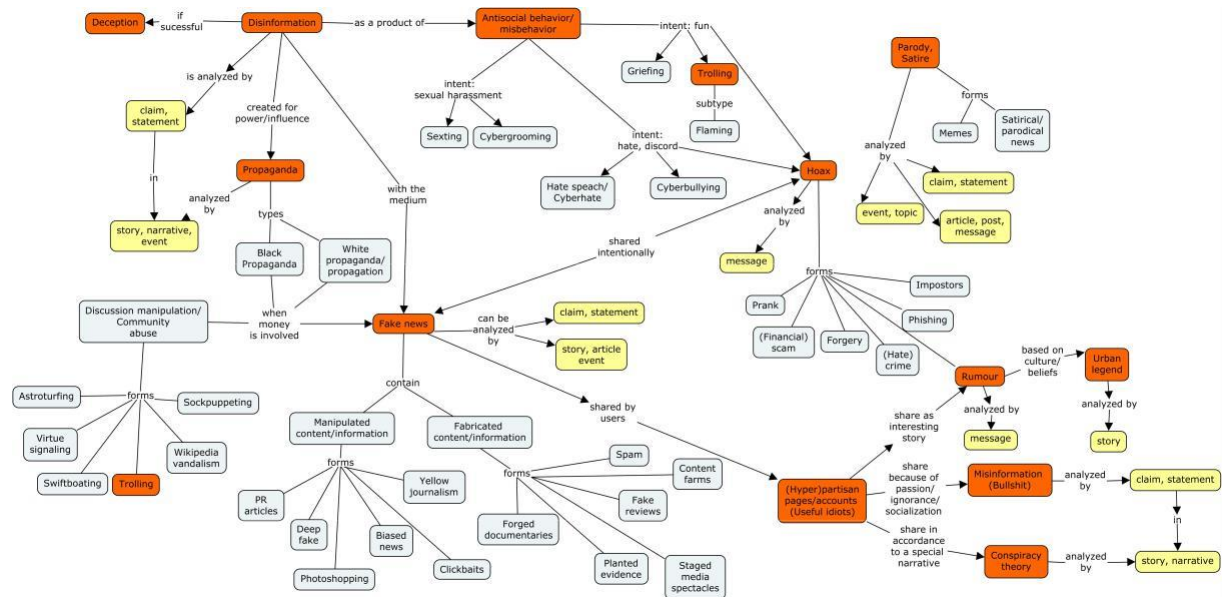 Deception
if
sucessful
Disinformation
as a product of
Antisocial behavior/
misbehavior
intent: fun
Griefing
Trolling
subtype
Flaming
Parody,
Satire
forms
Memes
Satirical/
parodical
news
analyzed
by
claim, statement
event, topic
article, post,
message
is analyzed by
claim,
statement
in
story, narrative,
event
created for
power/influence
Propaganda
analyzed
by
types
Black
Propaganda
White
propaganda/
propagation
when
money
is involved
with the
medium
intent:
sexual harassment
Sexting
Cybergrooming
intent:
hate, discord
Hate speach/
Cyberhate
Cyberbullying
Hoax
analyzed
by
message
shared
intentionally
forms
Impostors
Prank
Phishing
(Financial)
scam
Forgery
(Hate)
crime
Discussion manipulation/
Community
abuse
Fake news
can be
analyzed
by
claim, statement
story, article
event
forms
Astroturfing
Sockpuppeting
Virtue
signaling
Wikipedia
vandalism
Swiftboating
Trolling
contain
Manipulated
content/information
Fabricated
content/information
forms
PR
articles
Yellow
journalism
Deep
fake
Biased
news
Photoshopping
Clickbaits
forms
Spam
Content
farms
Fake
reviews
Forged
documentaries
Planted
evidence
Staged
media
spectacles
shared by
users
(Hyper)partisan
pages/accounts
(Useful idiots)
share as
interesting
story
Rumour
based on
culture/
beliefs
Urban
legend
analyzed by
message
analyzed by
story
share
because of
passion/
ignorance/
socialization
Misinformation
(Bullshit)
analyzed
by
claim, statement
in
share in
accordance
to a special
narrative
Conspiracy
theory
analyzed
by
story, narrative